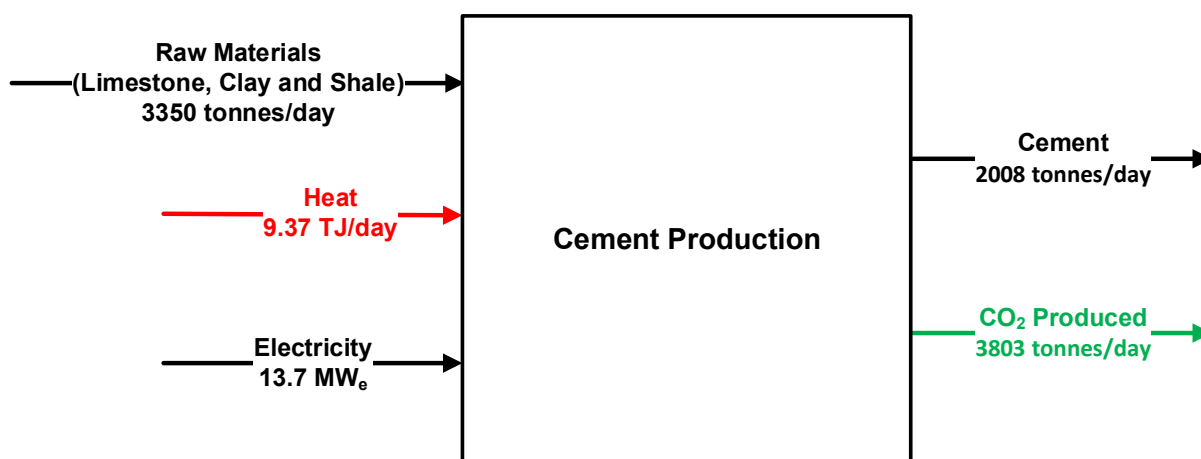 Raw Materials
(Limestone, Clay and Shale)
3350 tonnes/day
Heat
9.37 TJ/day
Electricity
13.7 MWₑ
Cement Production
Cement
2008 tonnes/day
CO₂ Produced
3803 tonnes/day